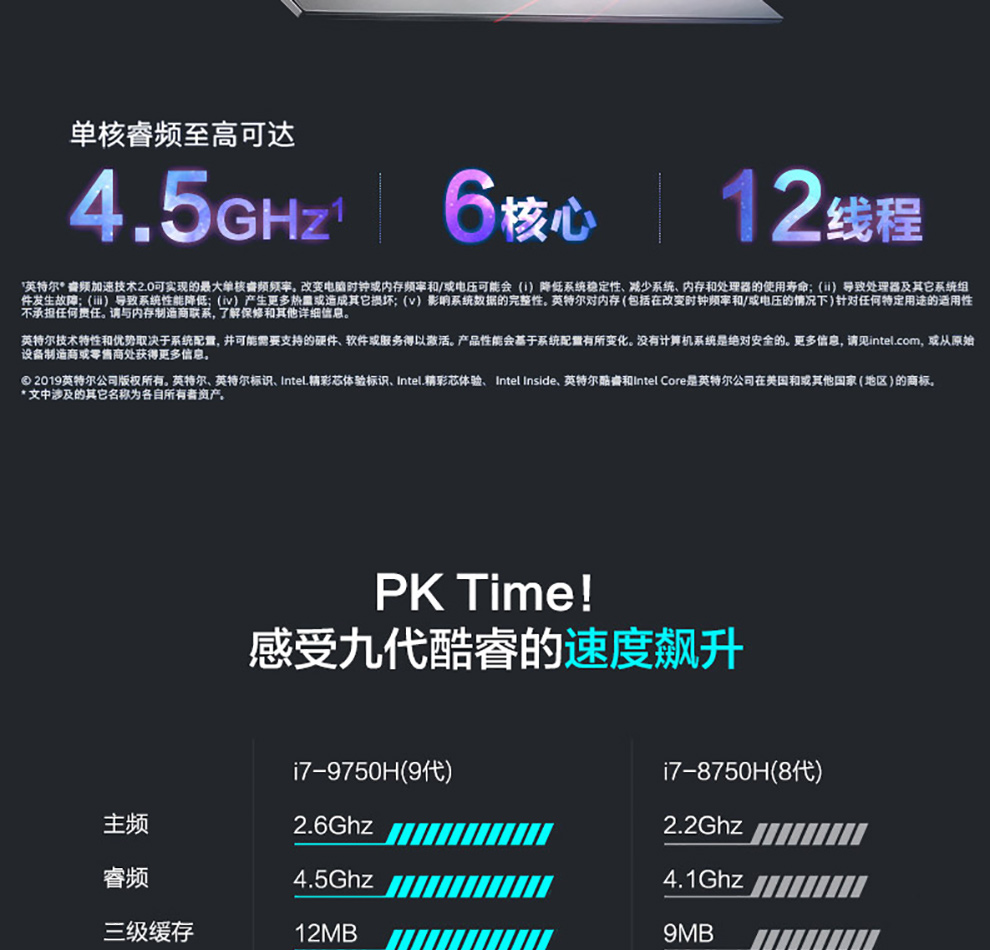 单核睿频至高可达
4.5GHz¹ 6核心 12线程
¹英特尔® 睿频加速技术2.0可实现的最大单核睿频频率。改变电脑时钟或内存频率和/或电压可能会（i）降低系统稳定性、减少系统、内存和处理器的使用寿命；（ii）导致处理器及其它系统组
件发生故障；（iii）导致系统性能降低；（iv）产生更多热量或造成其它损坏；（v）影响系统数据的完整性。英特尔对内存（包括在改变时钟频率和/或电压的情况下）针对任何特定用途的适用性
不承担任何责任。请与内存制造商联系，了解保修和其他详细信息。
英特尔技术特性和优势取决于系统配置，并可能需要支持的硬件、软件或服务得以激活。产品性能会基于系统配置有所变化。没有计算机系统是绝对安全的。更多信息，请见intel.com，或从原始
设备制造商或零售商处获得更多信息。
© 2019英特尔公司版权所有。英特尔、英特尔标识、Intel.精彩芯体验标识、Intel.精彩芯体验、 Intel Inside、英特尔酷睿和Intel Core是英特尔公司在美国和或其他国家（地区）的商标。
* 文中涉及的其它名称为各自所有者资产。
PK Time!
感受九代酷睿的速度飙升
i7-9750H(9代) i7-8750H(8代)
主频 2.6Ghz 2.2Ghz
睿频 4.5Ghz 4.1Ghz
三级缓存 12MB 9MB